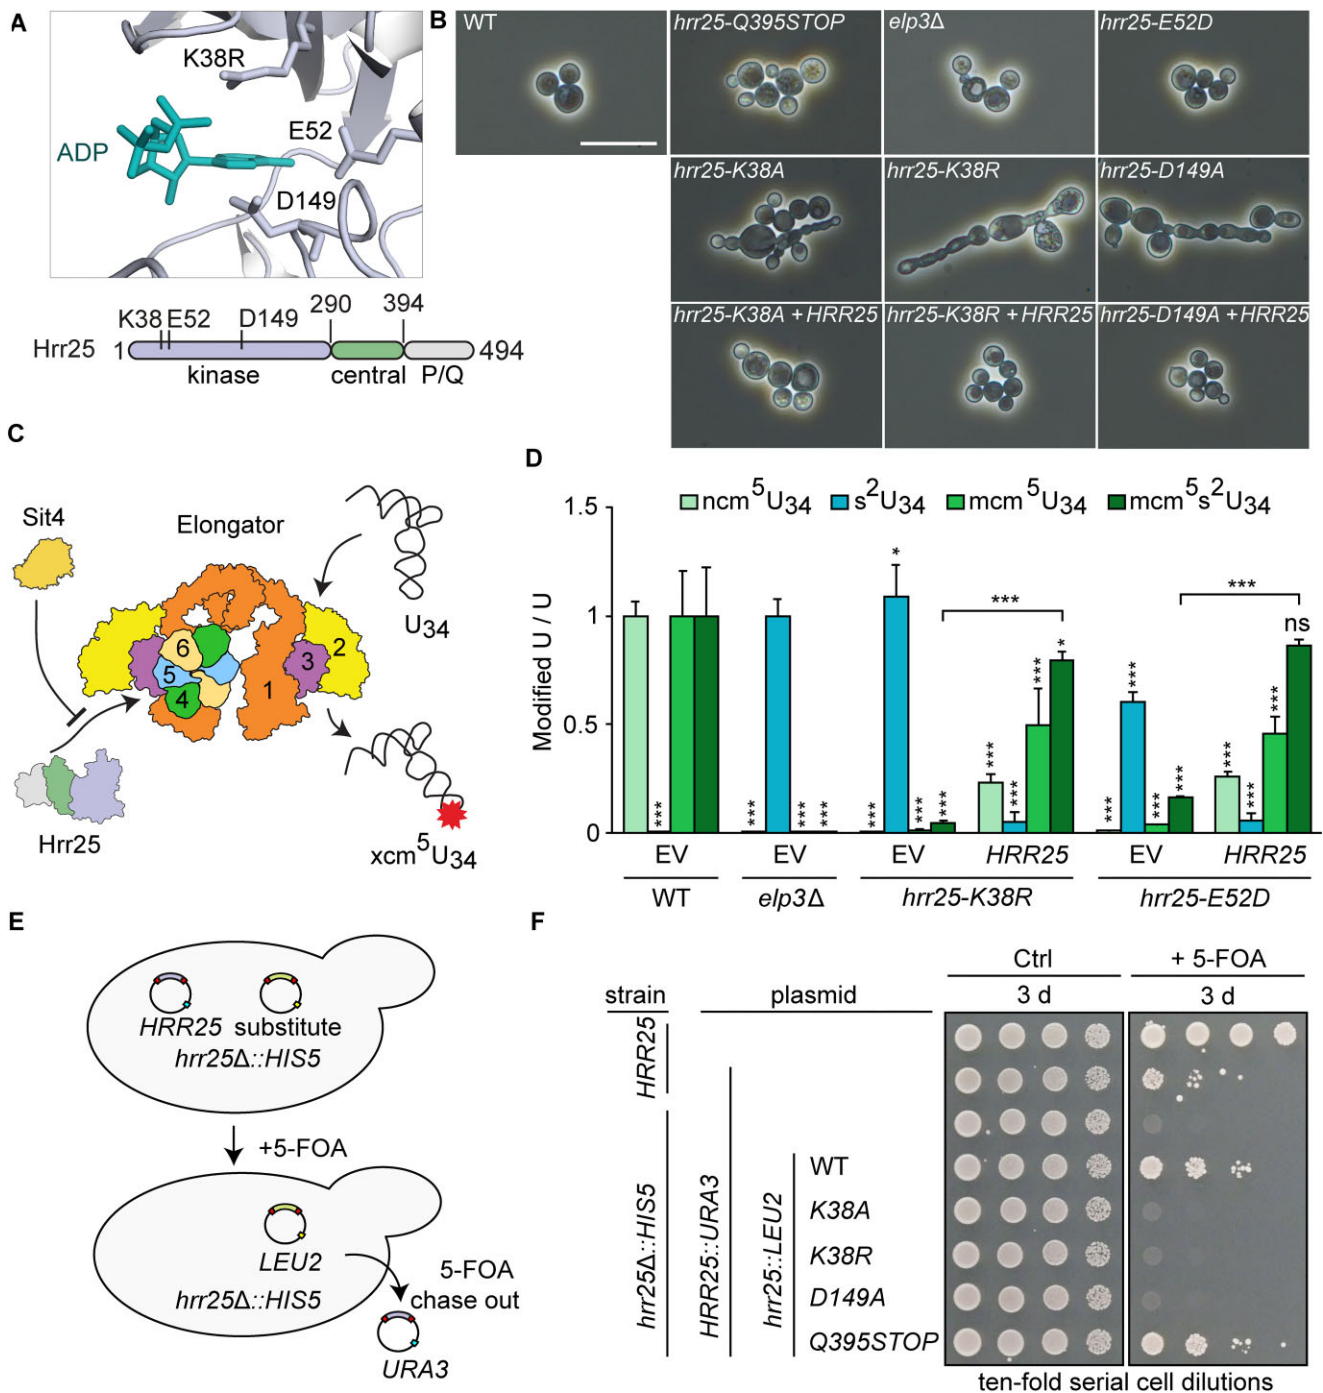 A
K38R
ADP
E52
D149
K38 E52 D149 290 394
Hrr25 1 494
kinase central P/Q
B
WT
hrr25-Q395STOP
elp3Δ
hrr25-E52D
hrr25-K38A
hrr25-K38R
hrr25-D149A
hrr25-K38A + HRR25
hrr25-K38R + HRR25
hrr25-D149A + HRR25
C
Sit4
Elongator
U34
6
5
4
1
3
2
Hrr25
xcm5U34
D
ncm5U34 s2U34 mcm5U34 mcm5s2U34
Modified U / U
1.5
1
0.5
0
***
*** *** ***
*** * *** ***
*** *** *** *
***
*** *** *** ***
*** *** *** ns
***
EV EV EV HRR25 EV HRR25
WT elp3Δ hrr25-K38R hrr25-E52D
E
HRR25 substitute
hrr25Δ::HIS5
+5-FOA
LEU2
hrr25Δ::HIS5
5-FOA
chase out
URA3
F
Ctrl + 5-FOA
strain plasmid 3 d 3 d
HRR25
hrr25Δ::HIS5
HRR25::URA3
hrr25::LEU2
WT
K38A
K38R
D149A
Q395STOP
ten-fold serial cell dilutions